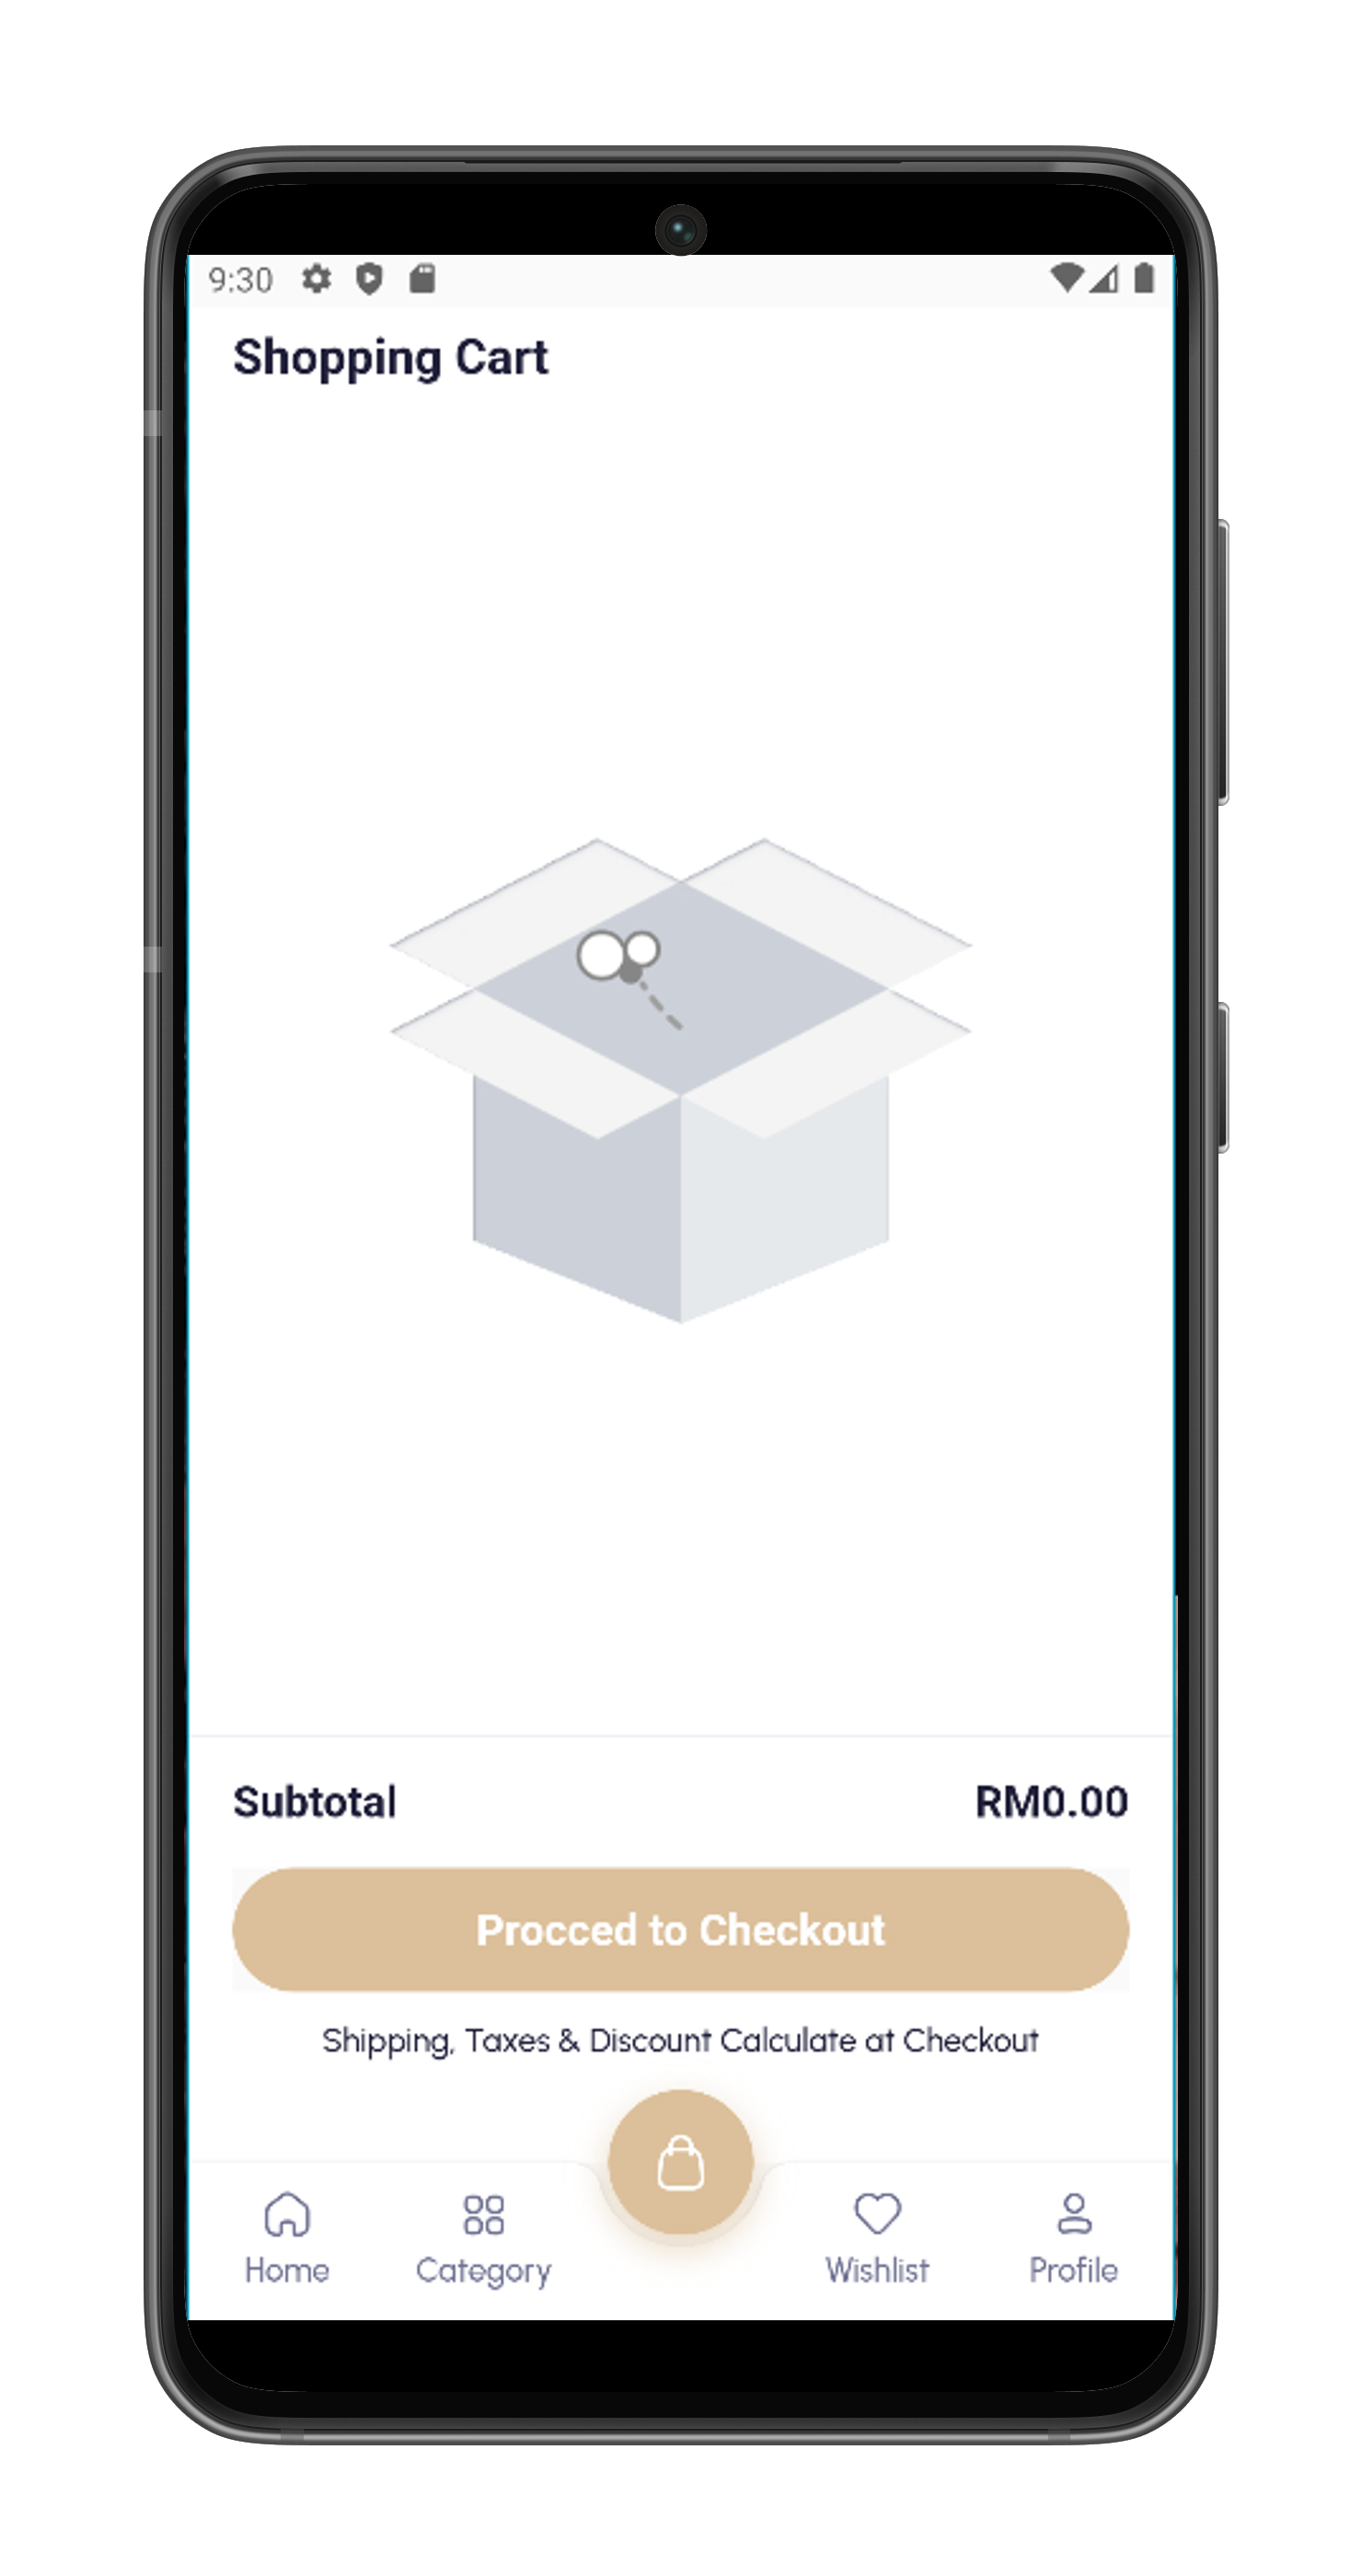 9:30
Shopping Cart
Subtotal RM0.00
Procced to Checkout
Shipping, Taxes & Discount Calculate at Checkout
Home Category Wishlist Profile